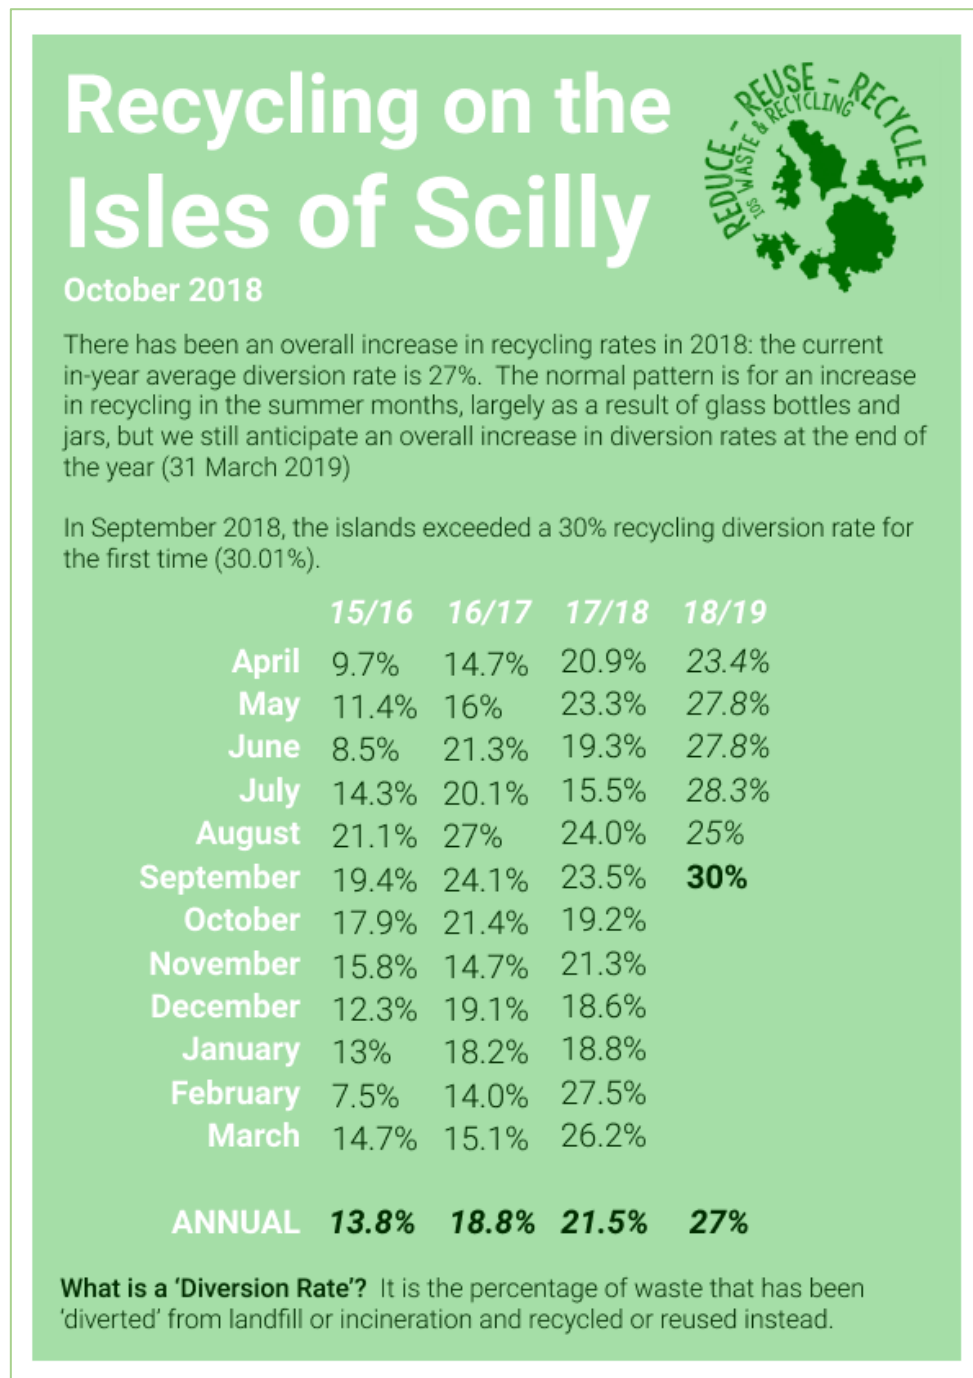 Recycling on the
Isles of Scilly
October 2018
REDUCE - REUSE - RECYCLE
IOS WASTE & RECYCLING
There has been an overall increase in recycling rates in 2018: the current
in-year average diversion rate is 27%.  The normal pattern is for an increase
in recycling in the summer months, largely as a result of glass bottles and
jars, but we still anticipate an overall increase in diversion rates at the end of
the year (31 March 2019)
In September 2018, the islands exceeded a 30% recycling diversion rate for
the first time (30.01%).
15/16 16/17 17/18 18/19
April 9.7% 14.7% 20.9% 23.4%
May 11.4% 16% 23.3% 27.8%
June 8.5% 21.3% 19.3% 27.8%
July 14.3% 20.1% 15.5% 28.3%
August 21.1% 27% 24.0% 25%
September 19.4% 24.1% 23.5% 30%
October 17.9% 21.4% 19.2%
November 15.8% 14.7% 21.3%
December 12.3% 19.1% 18.6%
January 13% 18.2% 18.8%
February 7.5% 14.0% 27.5%
March 14.7% 15.1% 26.2%
ANNUAL 13.8% 18.8% 21.5% 27%
What is a ‘Diversion Rate’?  It is the percentage of waste that has been
‘diverted’ from landfill or incineration and recycled or reused instead.